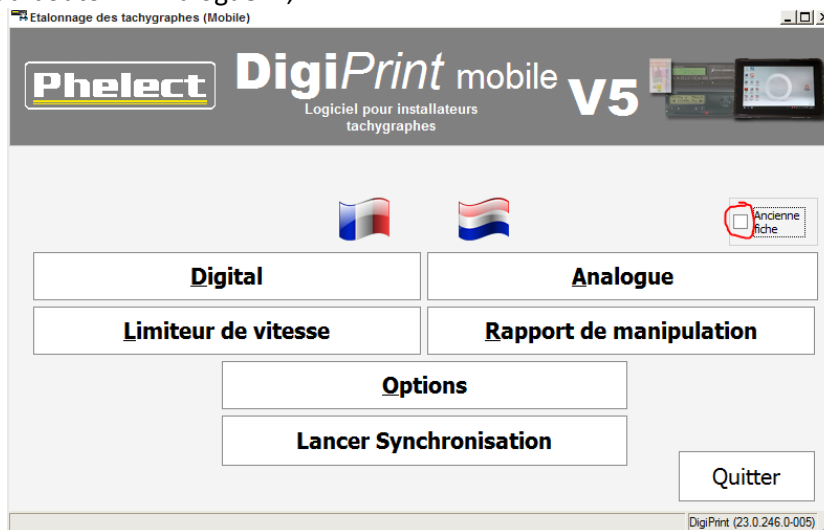 Etalonnage des tachygraphes (Mobile)
Phelect
DigiPrint mobile V5
Logiciel pour installateurs
tachygraphes
Ancienne
fiche
Digital
Analogue
Limiteur de vitesse
Rapport de manipulation
Options
Lancer Synchronisation
Quitter
DigiPrint (23.0.246.0-005)